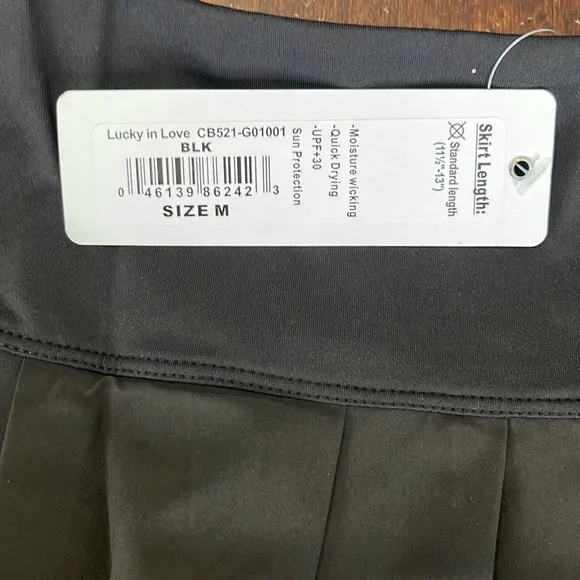 Lucky in Love CB521-G01001
BLK
0 46139 86242 3
SIZE M
Skirt Length:
Standard length
(11½"-13")
-Moisture wicking
-Quick Drying
-UPF+30
Sun Protection